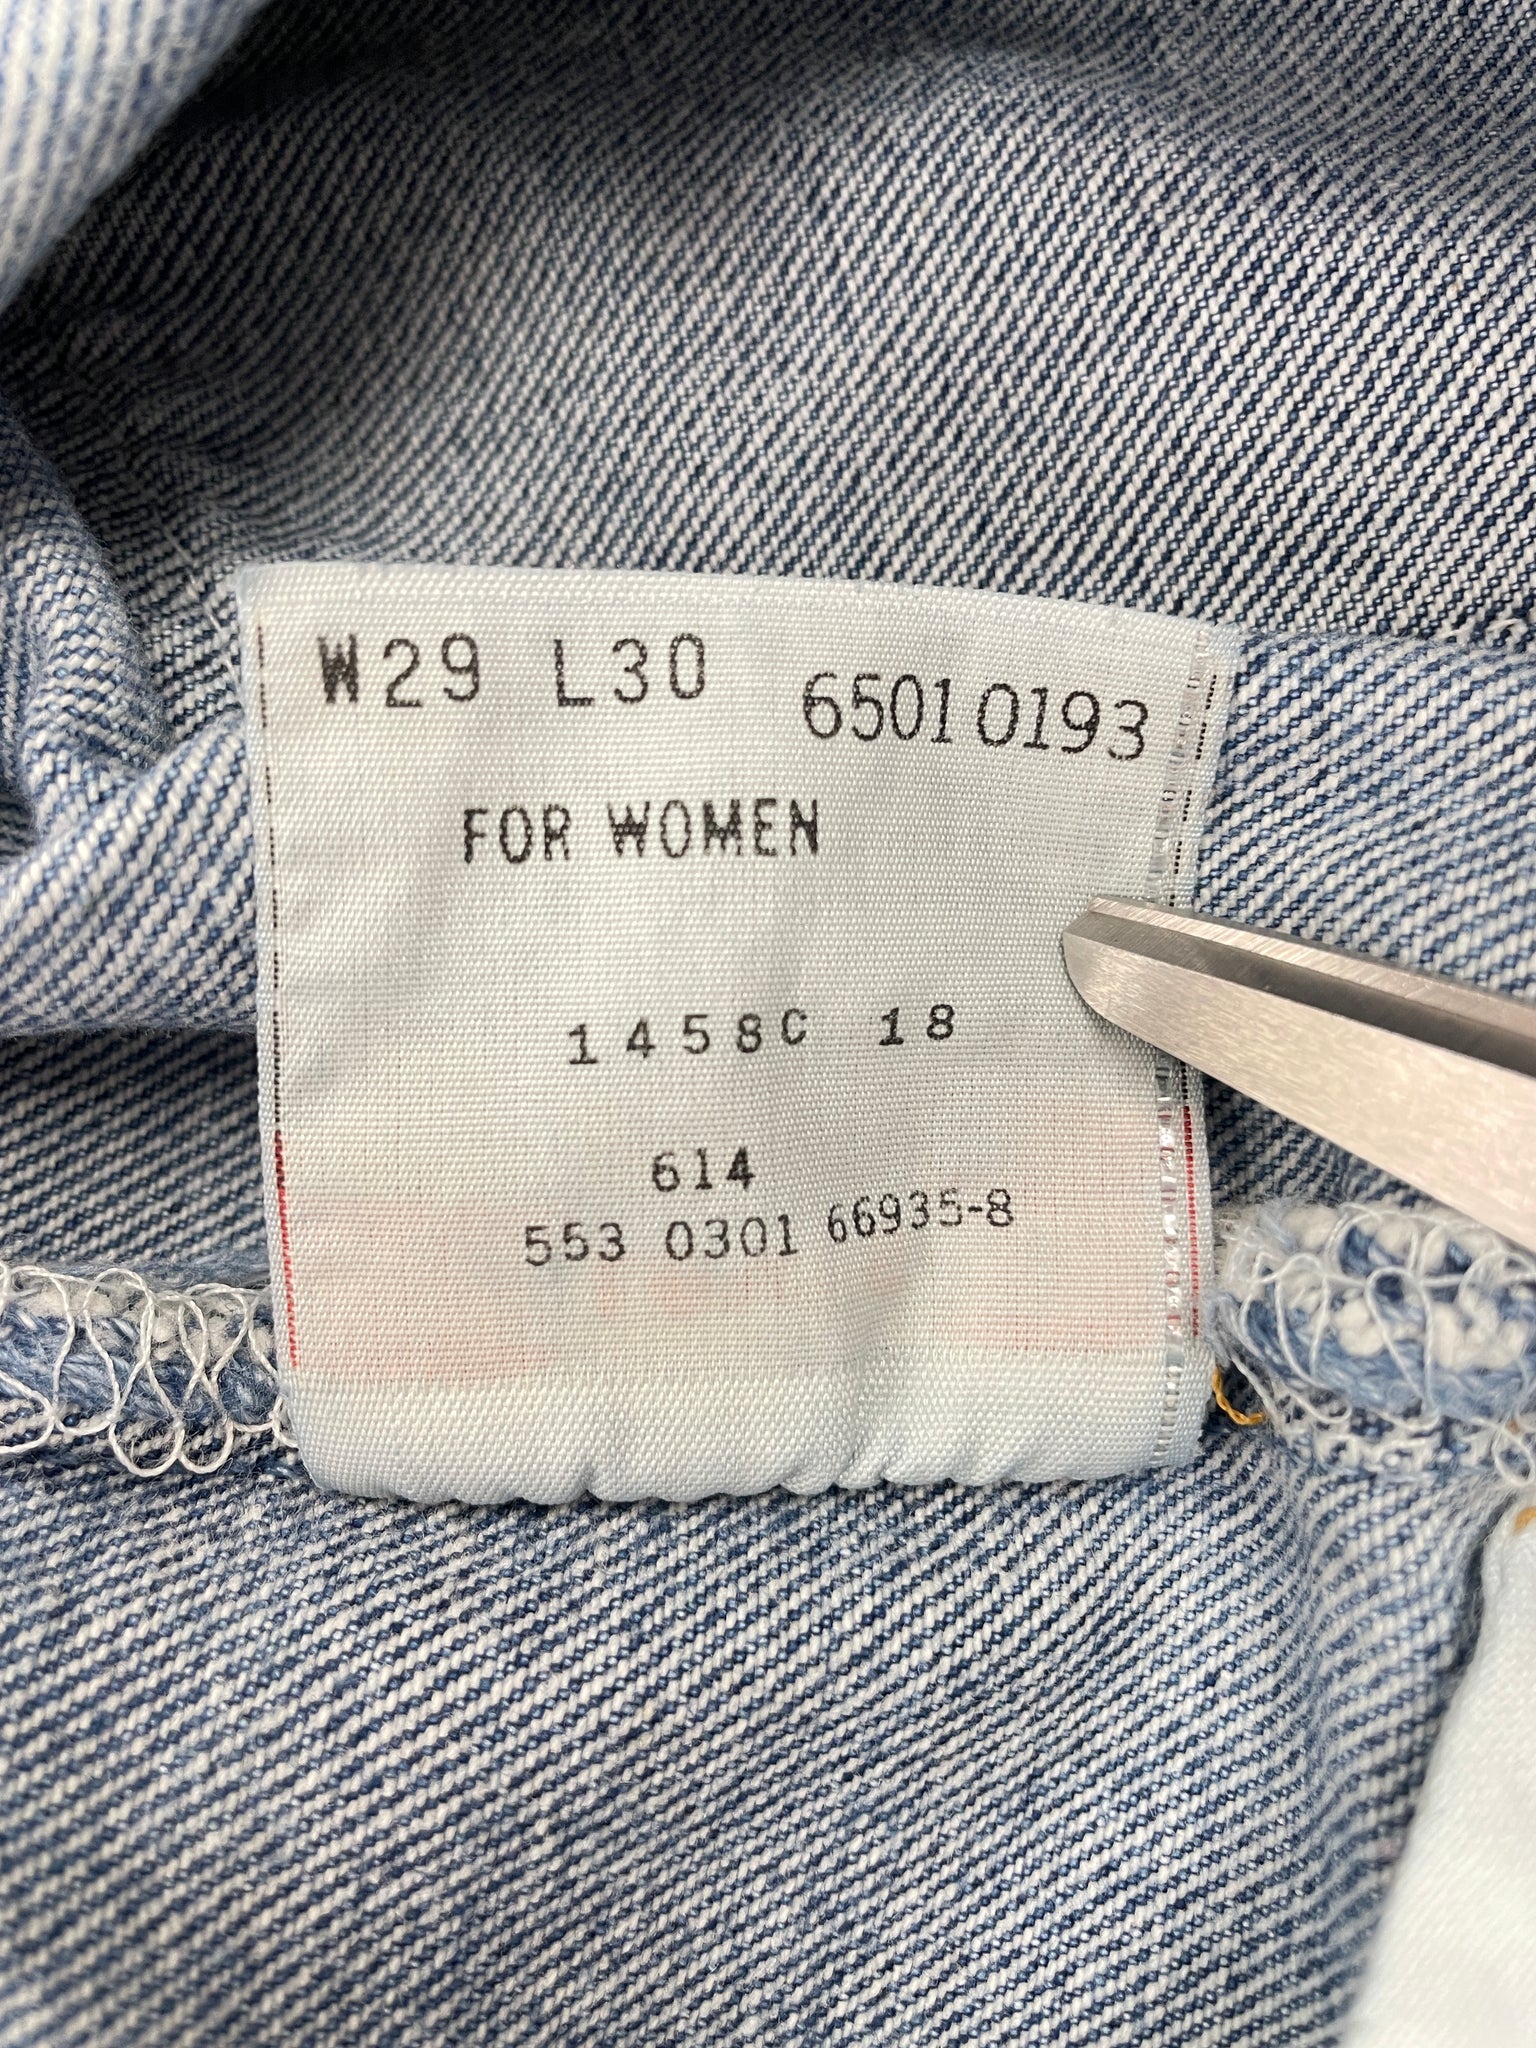 W29 L30 65010193
FOR WOMEN
1458C 18
614
553 0301 66935-8